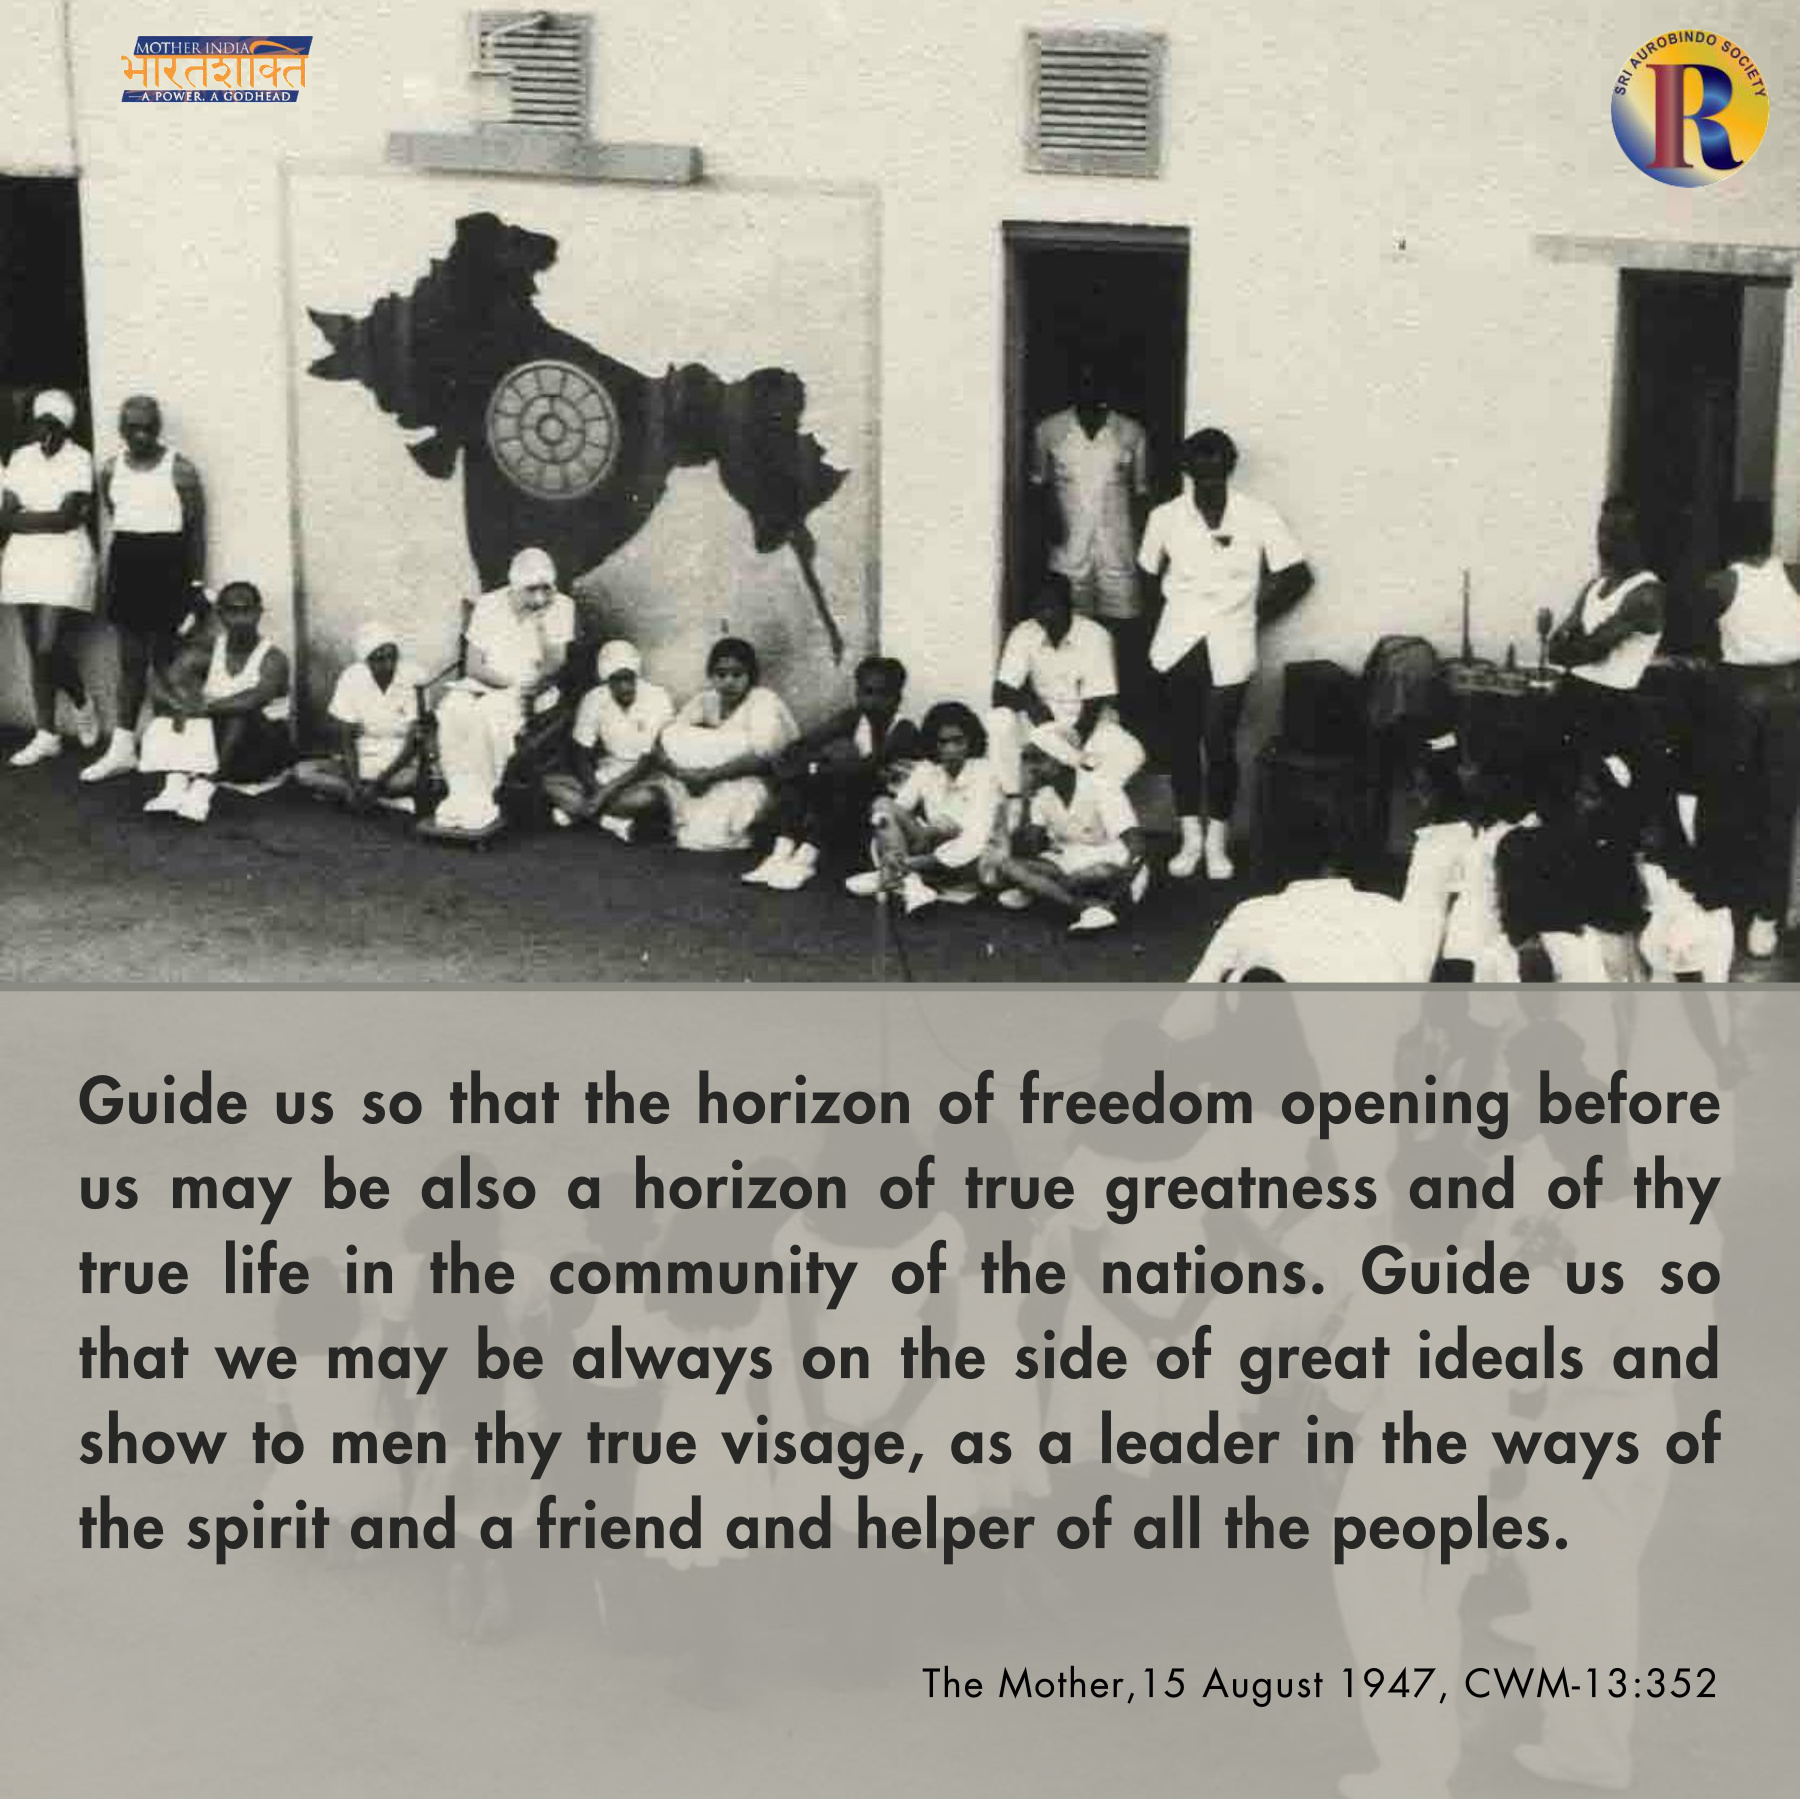 MOTHER INDIA
भारतशक्ति
A POWER. A GODHEAD
SRI AUROBINDO SOCIETY
R
Guide us so that the horizon of freedom opening before
us may be also a horizon of true greatness and of thy
true life in the community of the nations. Guide us so
that we may be always on the side of great ideals and
show to men thy true visage, as a leader in the ways of
the spirit and a friend and helper of all the peoples.
The Mother,15 August 1947, CWM-13:352